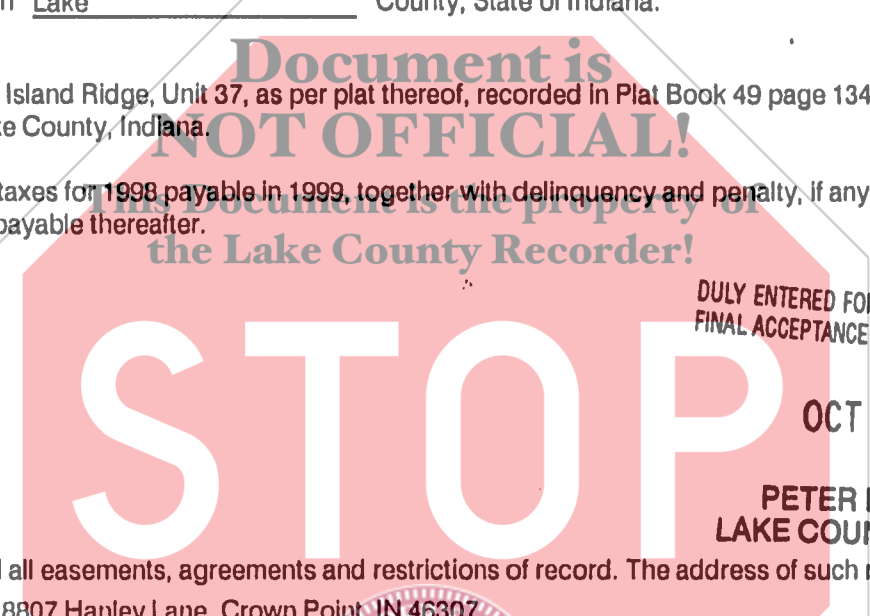 Lake County, State of Indiana.
Document is
Island Ridge, Unit 37, as per plat thereof, recorded in Plat Book 49 page 134
County, Indiana.
NOT OFFICIAL!
taxes for 1998 payable in 1999, together with delinquency and penalty, if any
This Document is the property of
payable thereafter.
the Lake County Recorder!
DULY ENTERED FOR
FINAL ACCEPTANCE
STOP
OCT
PETER
LAKE COUN
all easements, agreements and restrictions of record. The address of such
8807 Hanley Lane, Crown Point, IN 46307